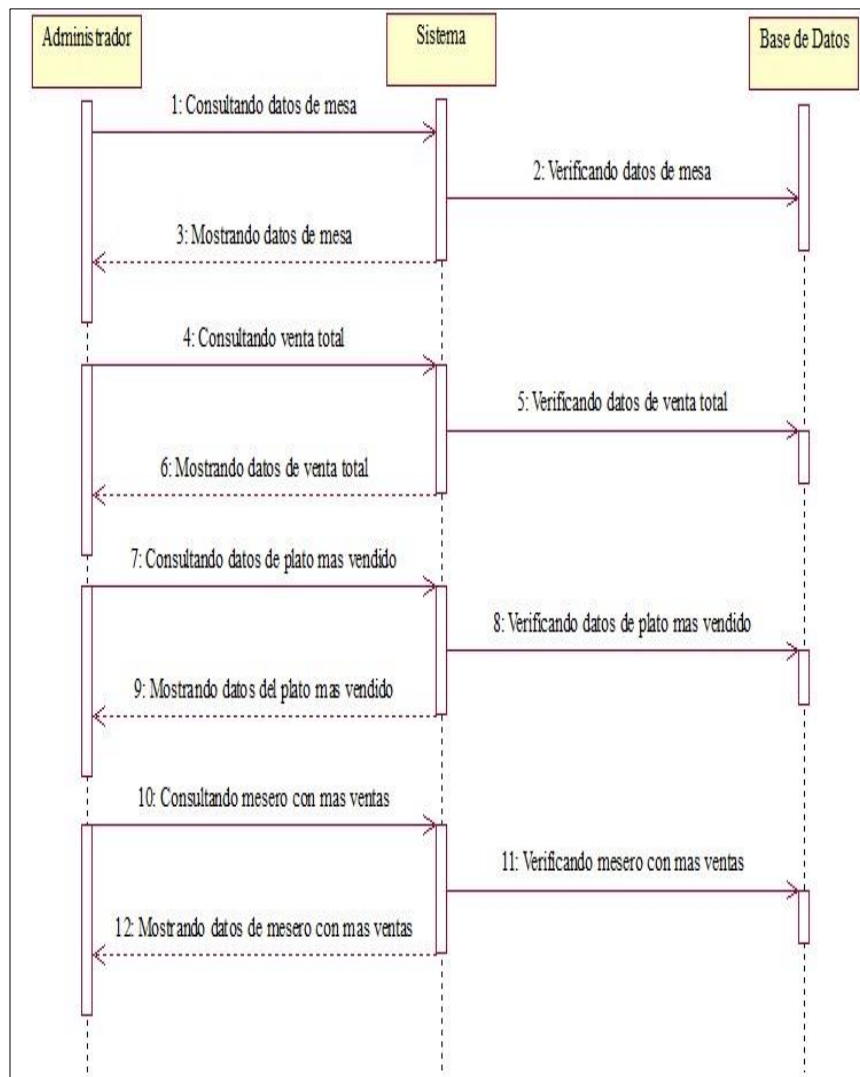 Administrador
Sistema
Base de Datos
1: Consultando datos de mesa
2: Verificando datos de mesa
3: Mostrando datos de mesa
4: Consultando venta total
5: Verificando datos de venta total
6: Mostrando datos de venta total
7: Consultando datos de plato mas vendido
8: Verificando datos de plato mas vendido
9: Mostrando datos del plato mas vendido
10: Consultando mesero con mas ventas
11: Verificando mesero con mas ventas
12: Mostrando datos de mesero con mas ventas